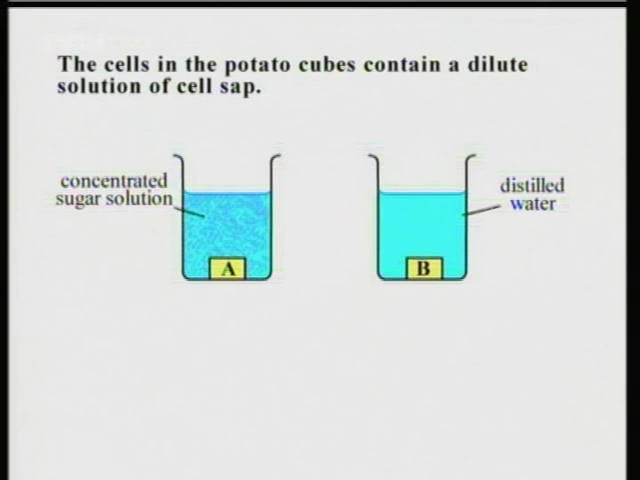 The cells in the potato cubes contain a dilute
solution of cell sap.
concentrated
sugar solution
distilled
water
A
B